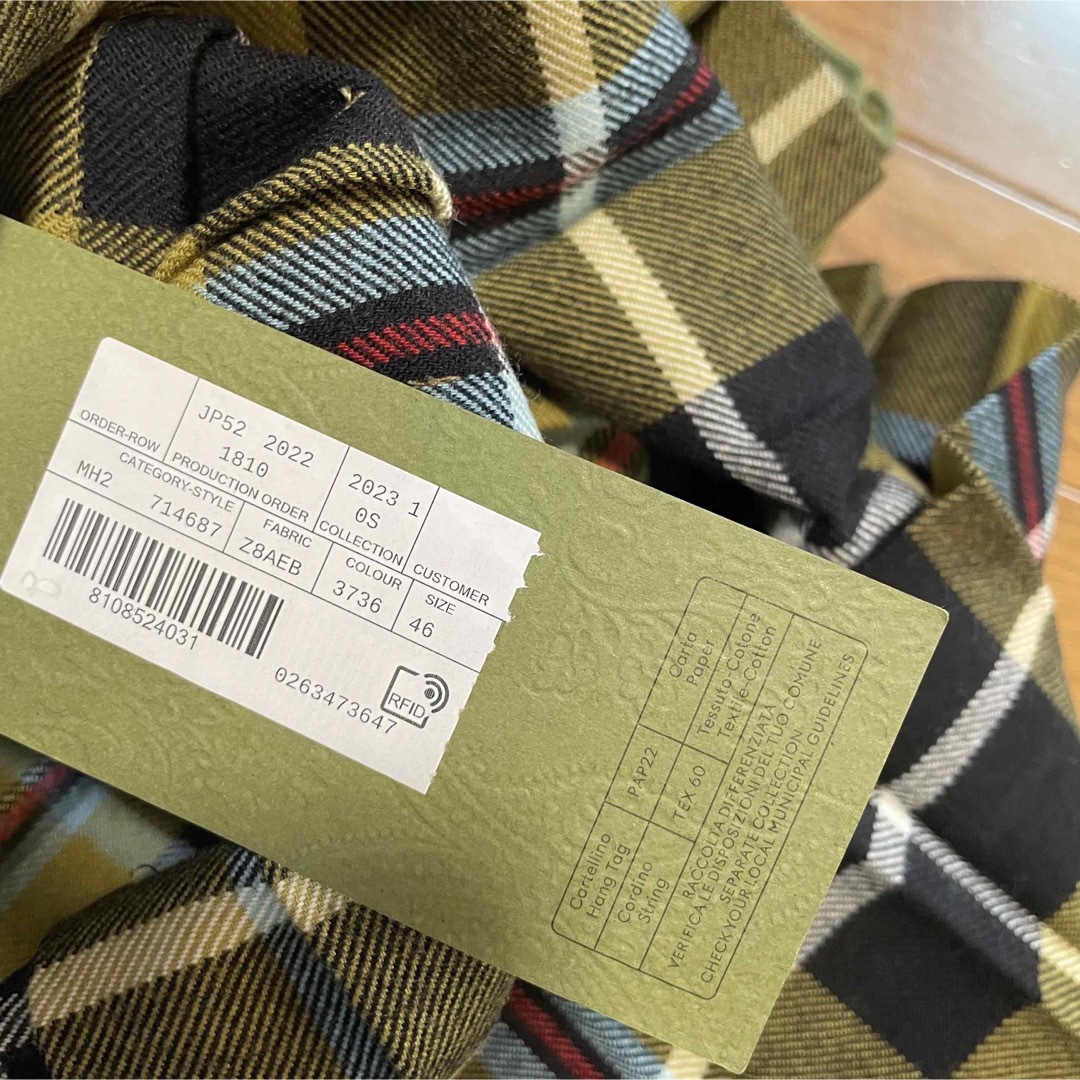 JP52 2022 2023 1
1810 0S
ORDER-ROW PRODUCTION ORDER COLLECTION CUSTOMER
CATEGORY-STYLE FABRIC COLOUR SIZE
MH2 714687 Z8AEB 3736 46
8108524031
0263473647
RFID
Cartellino
Hang Tag
PAP22
Carta
Paper
Cordino
String
TEX 60
Tessuto Cotone
Textile-Cotton
RACCOLTA DIFFERENZIATA
VERIFICA LE DISPOSIZIONI DEL TUO COMUNE
SEPARATE COLLECTION
CHECK YOUR LOCAL MUNICIPAL GUIDELINES